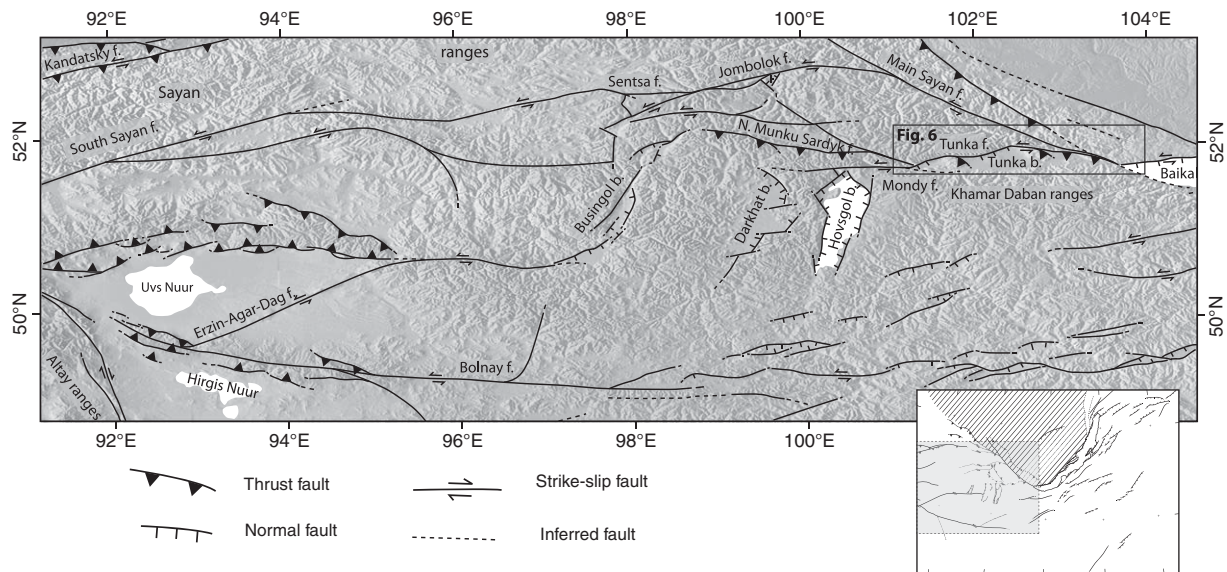 92°E
94°E
96°E
98°E
100°E
102°E
104°E
Kandatsky f.
ranges
Sayan
Sentsa f.
Jombolok f.
Main Sayan f.
South Sayan f.
52°N
52°N
N. Munku Sardyk f.
Fig. 6
Tunka f.
Tunka b.
Baika
Mondy f.
Khamar Daban ranges
Busingol b.
Darkhat b.
Hovsgol b.
Uvs Nuur
50°N
50°N
Erzin-Agar-Dag f.
Bolnay f.
Altay ranges
Hirgis Nuur
92°E
94°E
96°E
98°E
100°E
Thrust fault
Strike-slip fault
Normal fault
Inferred fault